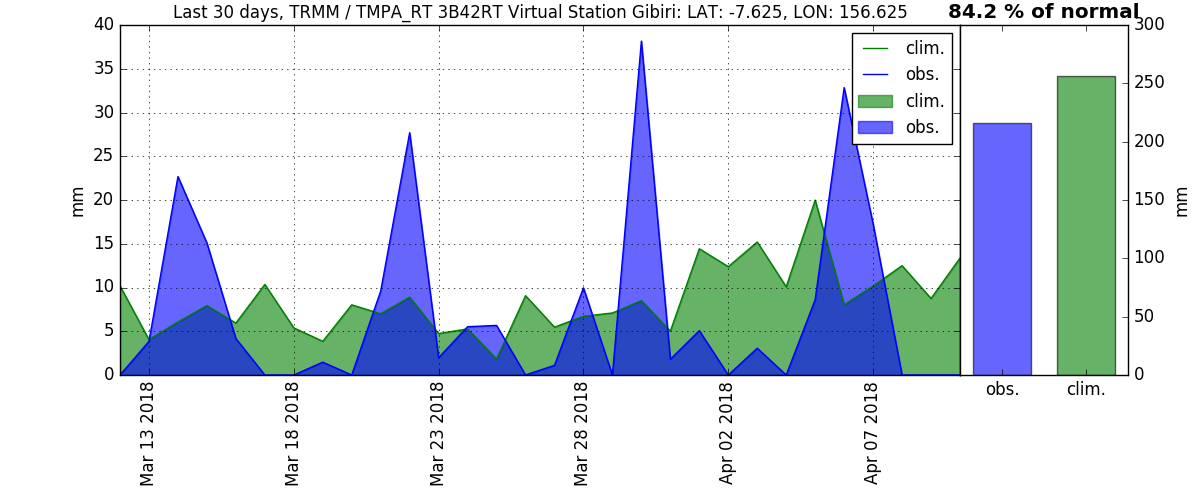 Last 30 days, TRMM / TMPA_RT 3B42RT Virtual Station Gibiri: LAT: -7.625, LON: 156.625
84.2 % of normal
40
35
30
25
20
15
10
5
0
mm
clim.
obs.
clim.
obs.
Mar 13 2018
Mar 18 2018
Mar 23 2018
Mar 28 2018
Apr 02 2018
Apr 07 2018
300
250
200
150
100
50
0
mm
obs.
clim.